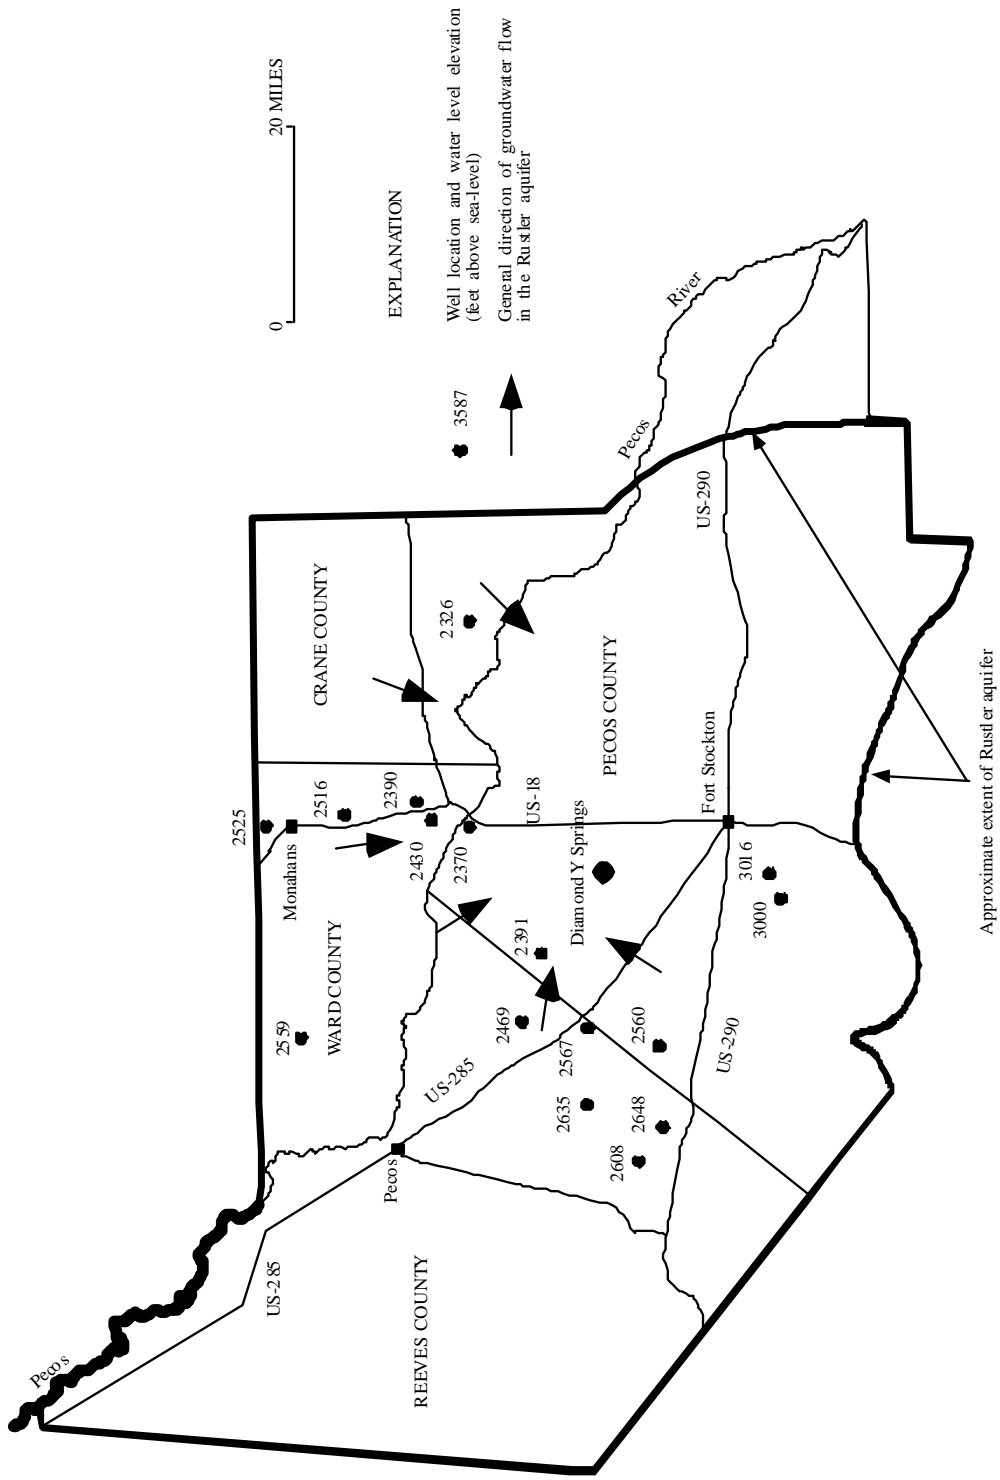 0
20 MILES
EXPLANATION
3587
Well location and water level elevation
(feet above sea-level)
General direction of groundwater flow
in the Rustler aquifer
Pecos
US-285
REEVES COUNTY
Pecos
US-285
2559
WARD COUNTY
Monahans
2525
2516
2390
2430
2370
CRANE COUNTY
2326
US-18
PECOS COUNTY
Diamond Y Springs
2391
2469
2567
2560
2635
2648
2608
US-290
Fort Stockton
3016
3000
US-290
Pecos
River
Approximate extent of Rustler aquifer